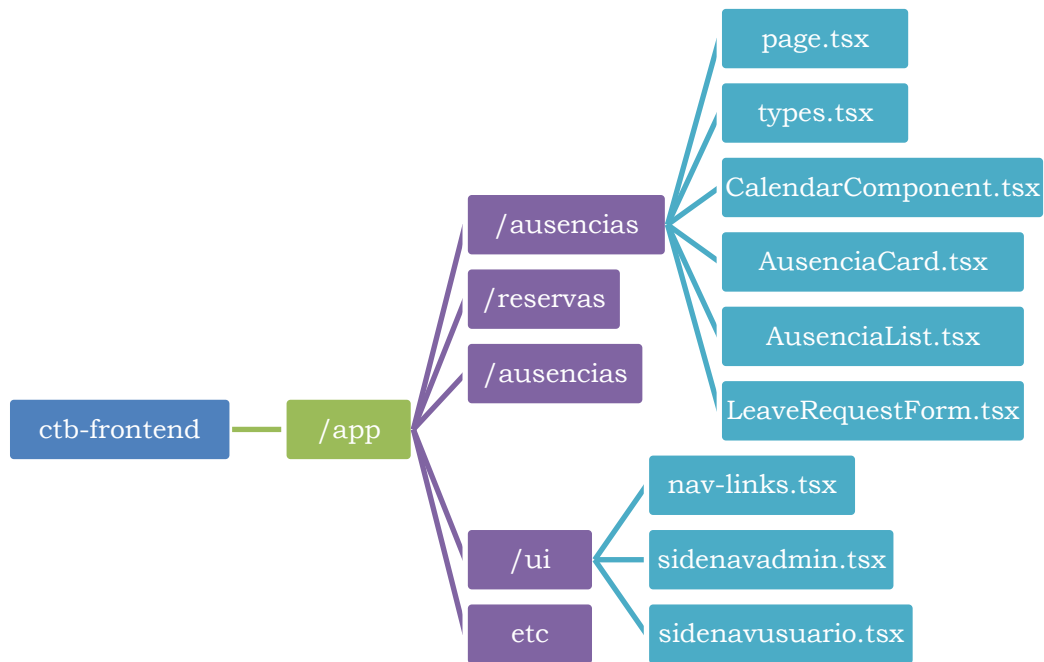 ctb-frontend
/app
/ausencias
page.tsx
types.tsx
CalendarComponent.tsx
AusenciaCard.tsx
AusenciaList.tsx
LeaveRequestForm.tsx
/reservas
/ausencias
/ui
nav-links.tsx
sidenavadmin.tsx
sidenavusuario.tsx
etc